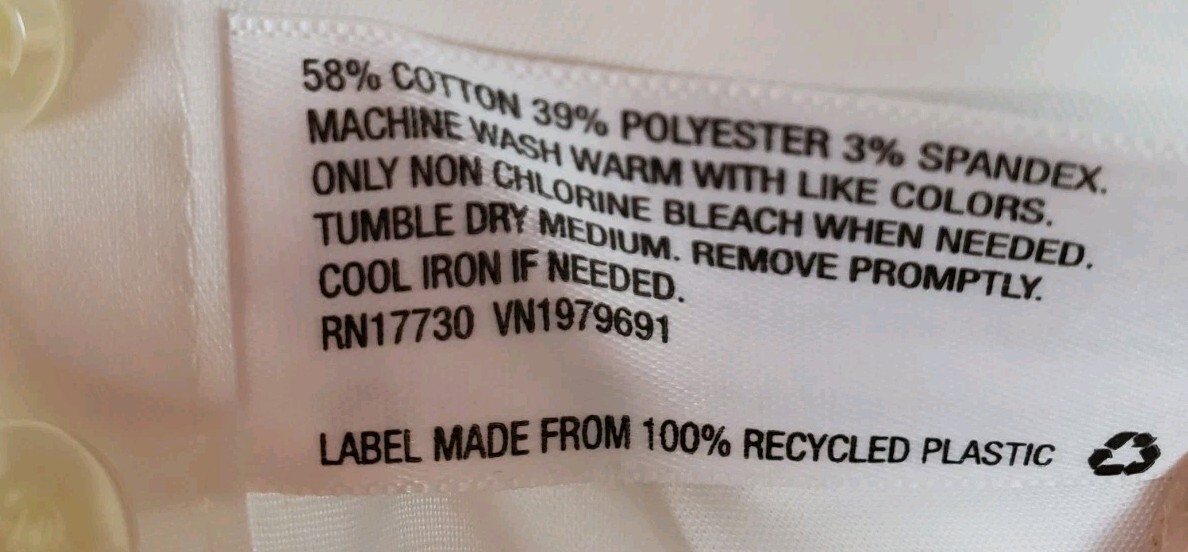 58% COTTON 39% POLYESTER 3% SPANDEX.
MACHINE WASH WARM WITH LIKE COLORS.
ONLY NON CHLORINE BLEACH WHEN NEEDED.
TUMBLE DRY MEDIUM. REMOVE PROMPTLY.
COOL IRON IF NEEDED.
RN17730 VN1979691
LABEL MADE FROM 100% RECYCLED PLASTIC